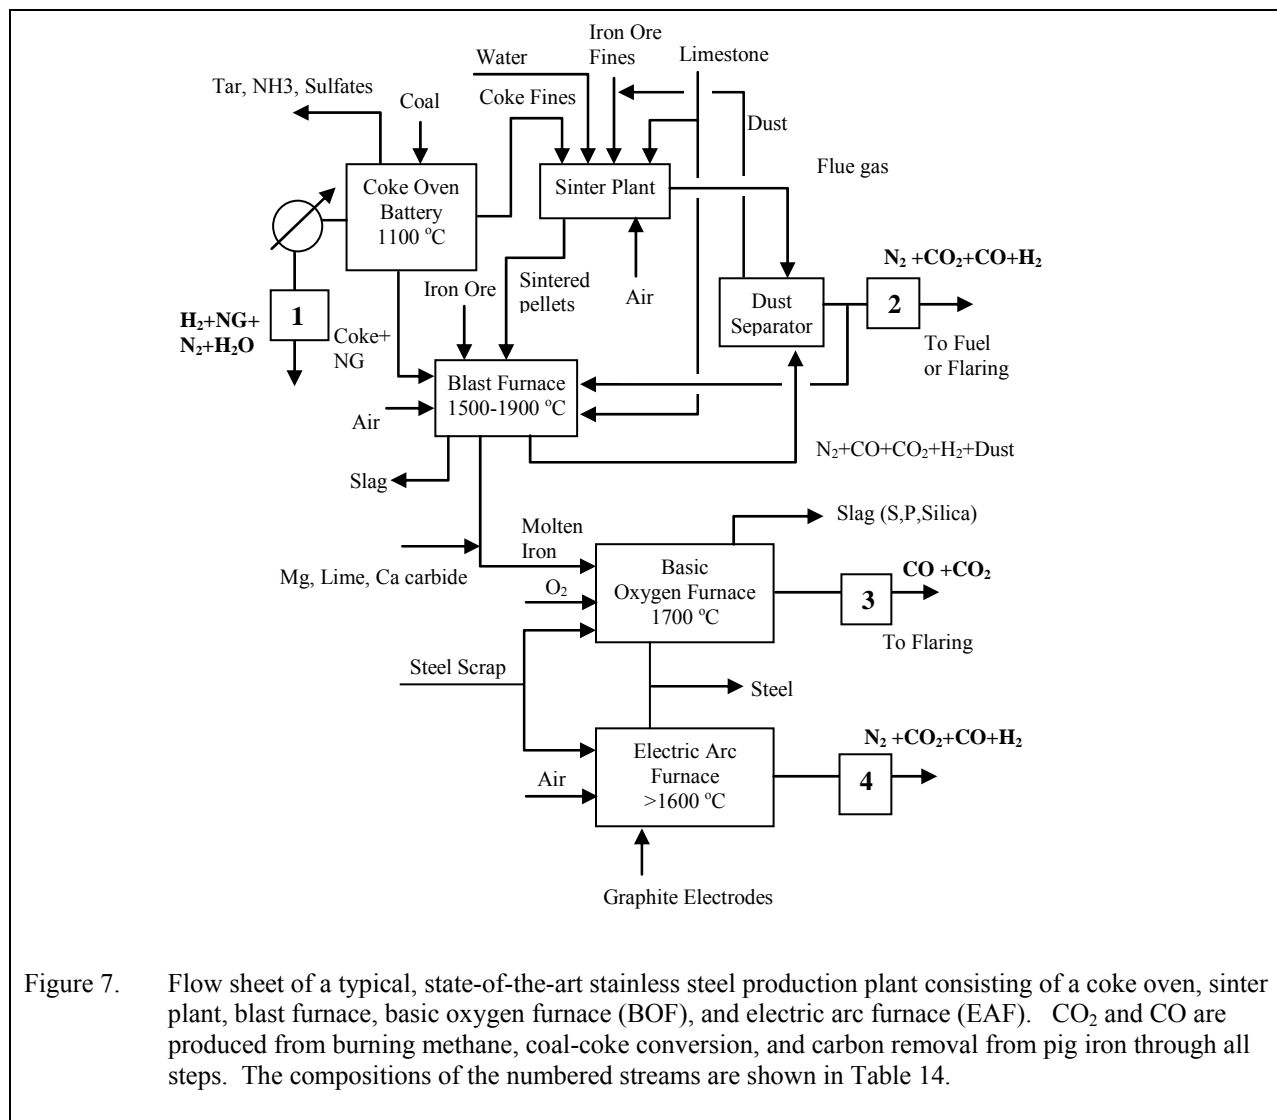 Iron Ore
Fines
Limestone
Water
Tar, NH3, Sulfates
Coal
Coke Fines
Dust
Flue gas
Coke Oven
Battery
1100 °C
Sinter Plant
N₂ +CO₂+CO+H₂
Iron Ore
Sintered
pellets
Air
Dust
Separator
2
1
H₂+NG+
N₂+H₂O
Coke+
NG
To Fuel
or Flaring
Blast Furnace
1500-1900 °C
Air
N₂+CO+CO₂+H₂+Dust
Slag
Slag (S,P,Silica)
Molten
Iron
Mg, Lime, Ca carbide
O₂
Basic
Oxygen Furnace
1700 °C
CO +CO₂
3
To Flaring
Steel Scrap
Steel
N₂ +CO₂+CO+H₂
Electric Arc
Furnace
>1600 °C
Air
4
Graphite Electrodes
Figure 7. Flow sheet of a typical, state-of-the-art stainless steel production plant consisting of a coke oven, sinter
plant, blast furnace, basic oxygen furnace (BOF), and electric arc furnace (EAF). CO₂ and CO are
produced from burning methane, coal-coke conversion, and carbon removal from pig iron through all
steps. The compositions of the numbered streams are shown in Table 14.